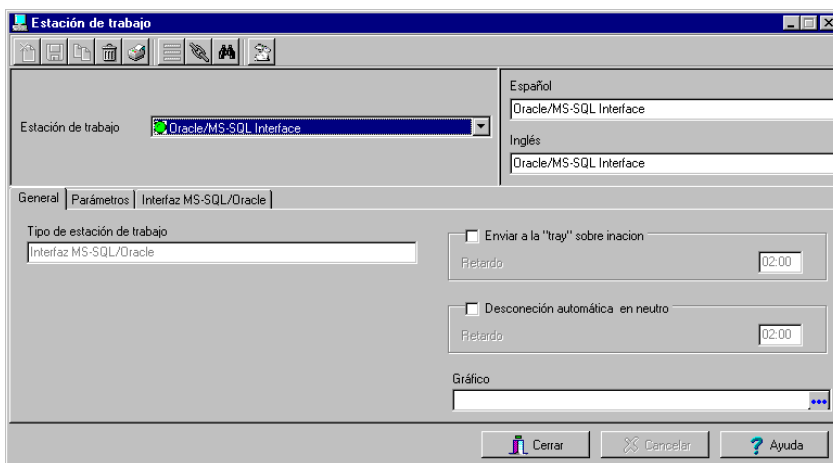 Estación de trabajo
Español
Estación de trabajo
Oracle/MS-SQL Interface
Oracle/MS-SQL Interface
Inglés
Oracle/MS-SQL Interface
General
Parámetros
Interfaz MS-SQL/Oracle
Tipo de estación de trabajo
Interfaz MS-SQL/Oracle
Enviar a la "tray" sobre inacion
Retardo
02:00
Desconeción automática en neutro
Retardo
02:00
Gráfico
Cerrar
Cancelar
Ayuda